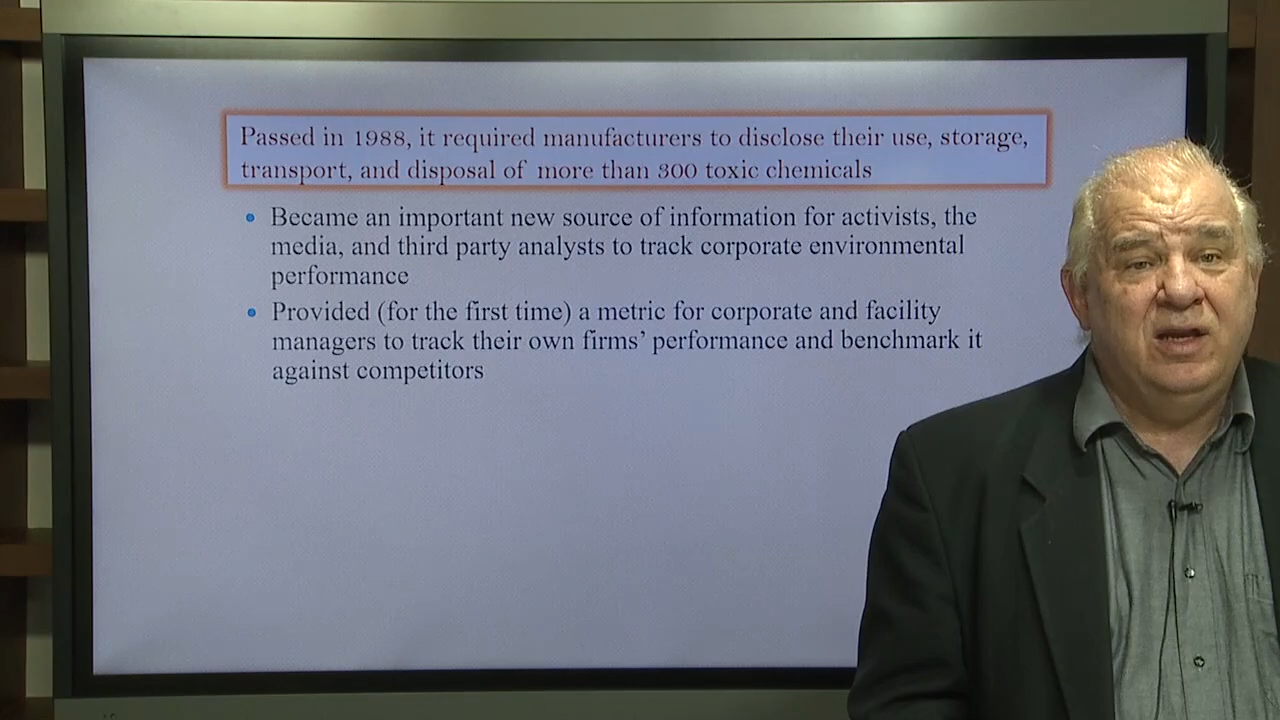 Passed in 1988, it required manufacturers to disclose their use, storage,
transport, and disposal of more than 300 toxic chemicals
• Became an important new source of information for activists, the
media, and third party analysts to track corporate environmental
performance
• Provided (for the first time) a metric for corporate and facility
managers to track their own firms' performance and benchmark it
against competitors